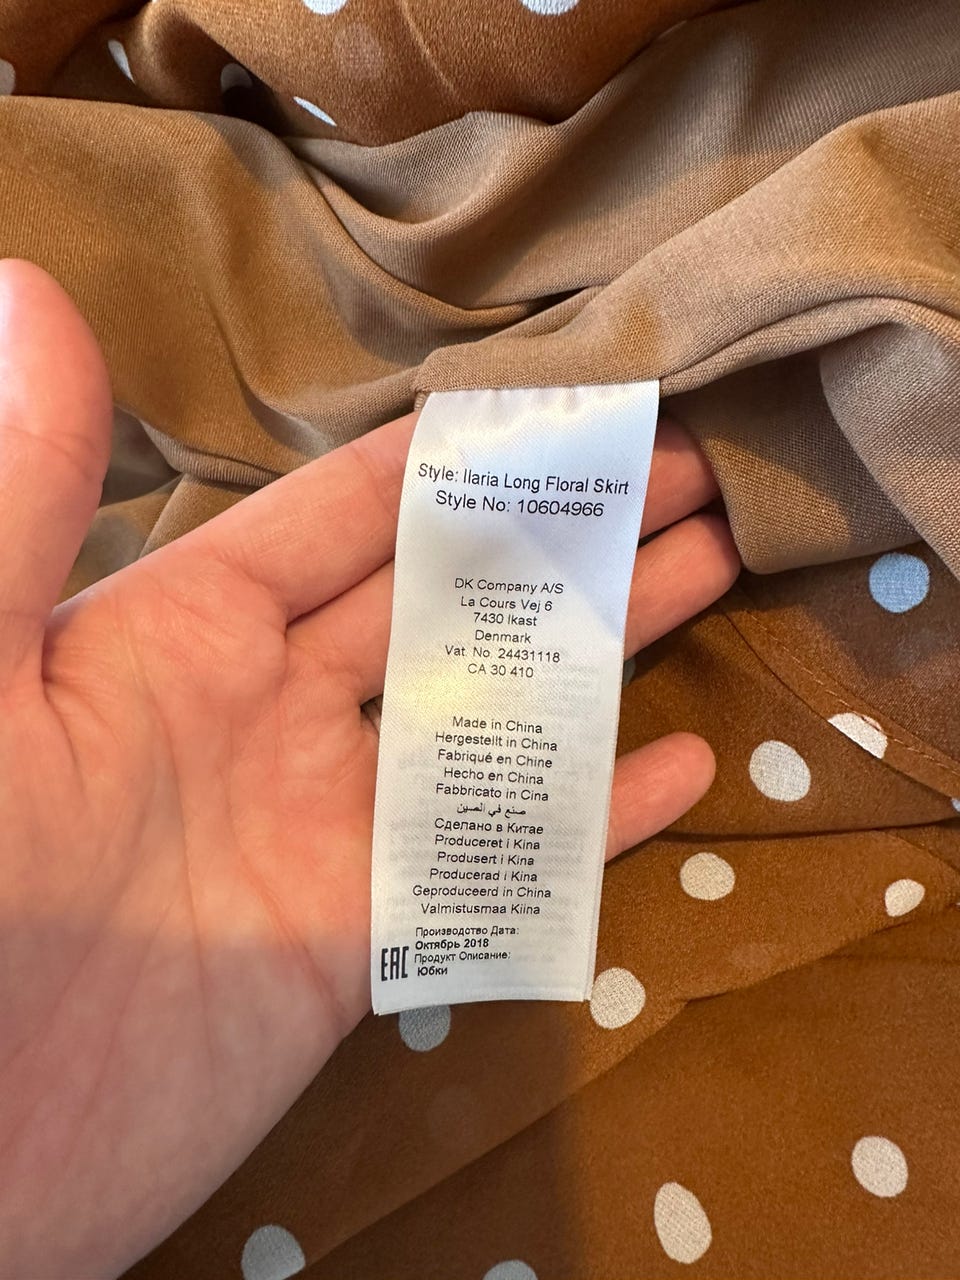 Style: Ilaria Long Floral Skirt
Style No: 10604966
DK Company A/S
La Cours Vej 6
7430 Ikast
Denmark
Vat. No. 24431118
CA 30 410
Made in China
Hergestellt in China
Fabriqué en Chine
Hecho en China
Fabbricato in Cina
صنع في الصين
Сделано в Китае
Produceret i Kina
Produsert i Kina
Producerad i Kina
Geproduceerd in China
Valmistusmaa Kiina
Производство Дата:
Октябрь 2018
EAC Продукт Описание:
Юбки